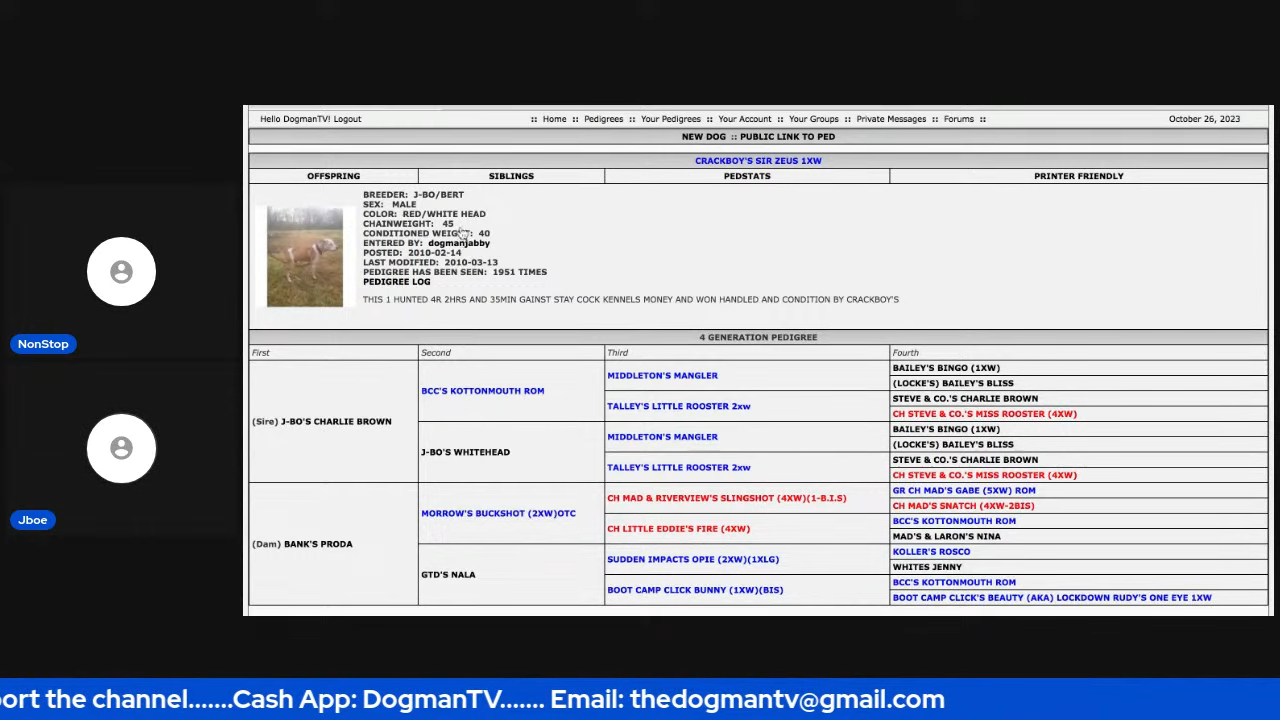 Hello DogmanTV! Logout :: Home :: Pedigrees :: Your Pedigrees :: Your Account :: Your Groups :: Private Messages :: Forums :: October 26, 2023
NEW DOG :: PUBLIC LINK TO PED
CRACKBOY'S SIR ZEUS 1XW
OFFSPRING SIBLINGS PEDSTATS PRINTER FRIENDLY
BREEDER: J-BO/BERT
SEX: MALE
COLOR: RED/WHITE HEAD
CHAINWEIGHT: 45
CONDITIONED WEIGHT: 40
ENTERED BY: dogmanjabby
POSTED: 2010-02-14
LAST MODIFIED: 2010-03-13
PEDIGREE HAS BEEN SEEN: 1951 TIMES
PEDIGREE LOG
THIS 1 HUNTED 4R 2HRS AND 35MIN GAINST STAY COCK KENNELS MONEY AND WON HANDLED AND CONDITION BY CRACKBOY'S
4 GENERATION PEDIGREE
First Second Third Fourth
(Sire) J-BO'S CHARLIE BROWN
BCC'S KOTTONMOUTH ROM
MIDDLETON'S MANGLER
BAILEY'S BINGO (1XW)
(LOCKE'S) BAILEY'S BLISS
TALLEY'S LITTLE ROOSTER 2xw
STEVE & CO.'S CHARLIE BROWN
CH STEVE & CO.'S MISS ROOSTER (4XW)
J-BO'S WHITEHEAD
MIDDLETON'S MANGLER
BAILEY'S BINGO (1XW)
(LOCKE'S) BAILEY'S BLISS
TALLEY'S LITTLE ROOSTER 2xw
STEVE & CO.'S CHARLIE BROWN
CH STEVE & CO.'S MISS ROOSTER (4XW)
(Dam) BANK'S PRODA
MORROW'S BUCKSHOT (2XW)OTC
CH MAD & RIVERVIEW'S SLINGSHOT (4XW)(1-B.I.S)
GR CH MAD'S GABE (5XW) ROM
CH MAD'S SNATCH (4XW-2BIS)
CH LITTLE EDDIE'S FIRE (4XW)
BCC'S KOTTONMOUTH ROM
MAD'S & LARON'S NINA
GTD'S NALA
SUDDEN IMPACTS OPIE (2XW)(1XLG)
KOLLER'S ROSCO
WHITES JENNY
BOOT CAMP CLICK BUNNY (1XW)(BIS)
BCC'S KOTTONMOUTH ROM
BOOT CAMP CLICK'S BEAUTY (AKA) LOCKDOWN RUDY'S ONE EYE 1XW
NonStop
Jboe
ort the channel.......Cash App: DogmanTV....... Email: thedogmantv@gmail.com